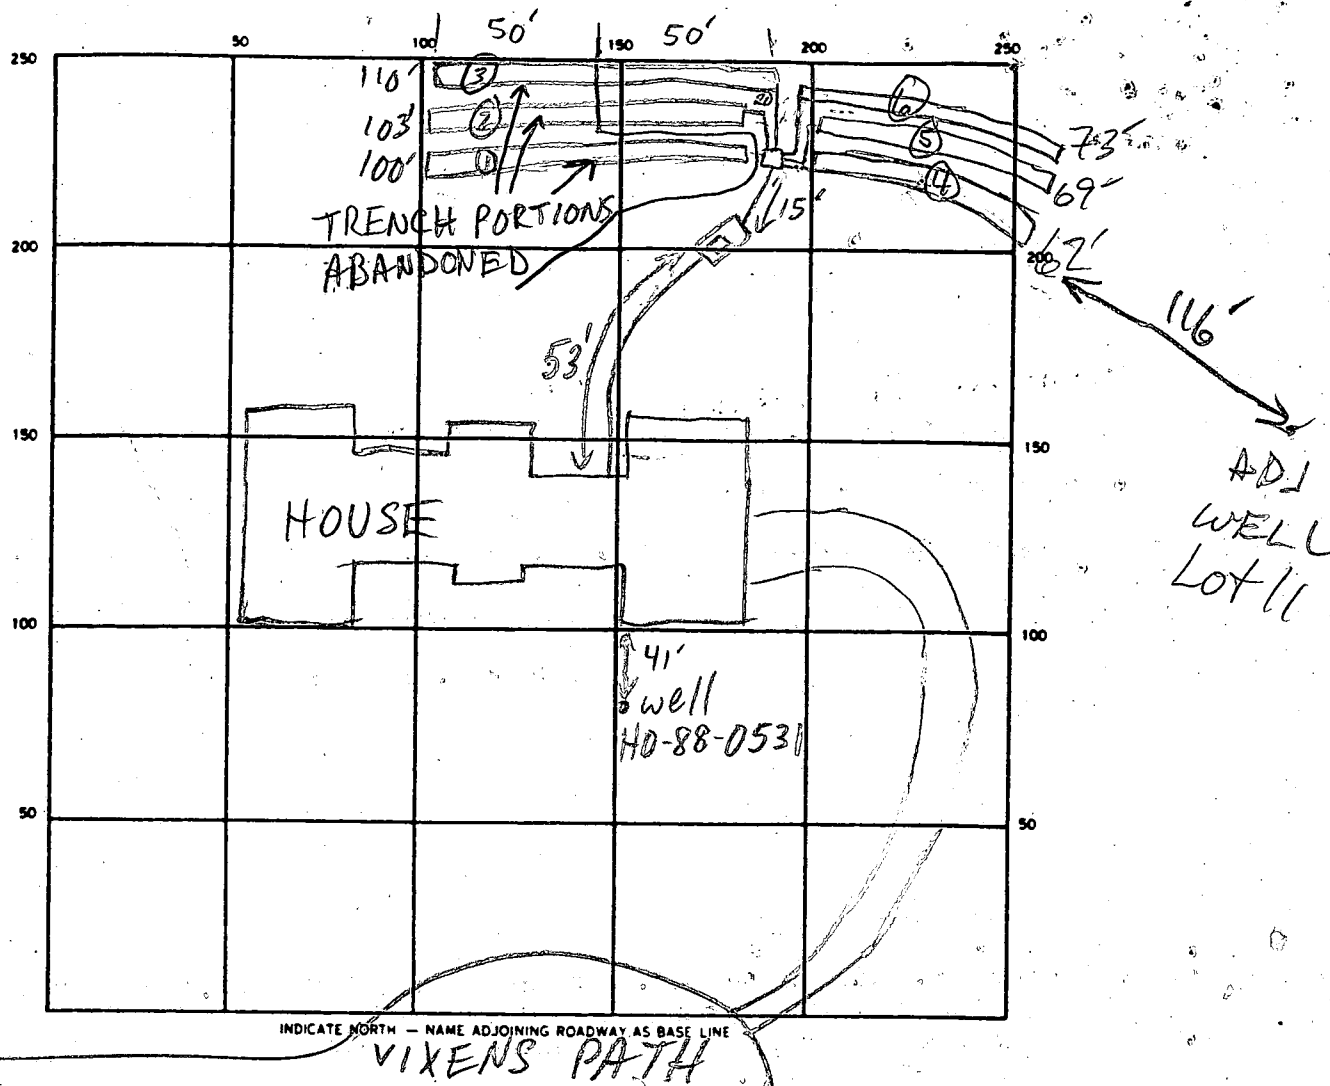 50' 50'
50 100 150 200 250
250
110' ③
20
⑥ 73'
103' ② ⑤
100' ① ④ 69'
15'
TRENCH PORTIONS
ABANDONED
200 200 62'
116'
53'
150 150
ADJ
WELL
Lot 11
HOUSE
100 100
41'
well
HO-88-0531
50 50
INDICATE NORTH — NAME ADJOINING ROADWAY AS BASE LINE
VIXENS PATH